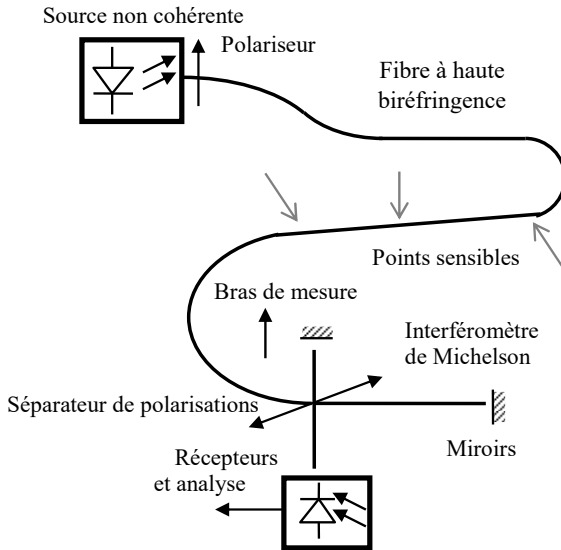 Source non cohérente
Polariseur
Fibre à haute
biréfringence
Points sensibles
Bras de mesure
Interféromètre
de Michelson
Séparateur de polarisations
Miroirs
Récepteurs
et analyse